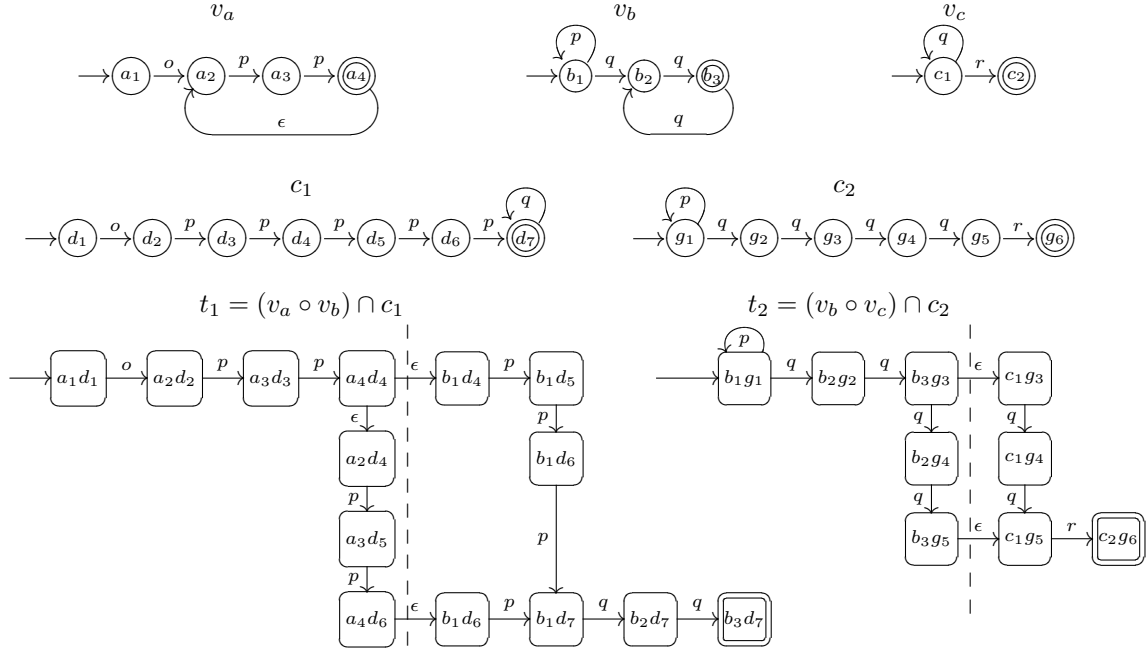 v_a v_b v_c
p q
a_1 o a_2 p a_3 p a_4 b_1 q b_2 q b_3 c_1 r c_2
ϵ q
c_1 c_2
q p
d_1 o d_2 p d_3 p d_4 p d_5 p d_6 p d_7 g_1 q g_2 q g_3 q g_4 q g_5 r g_6
t_1 = (v_a ∘ v_b) ∩ c_1 t_2 = (v_b ∘ v_c) ∩ c_2
p
a_1d_1 o a_2d_2 p a_3d_3 p a_4d_4 ϵ b_1d_4 p b_1d_5 b_1g_1 q b_2g_2 q b_3g_3 ϵ c_1g_3
ϵ p q q
a_2d_4 b_1d_6 b_2g_4 c_1g_4
p q q
a_3d_5 p b_3g_5 ϵ c_1g_5 r c_2g_6
p
a_4d_6 ϵ b_1d_6 p b_1d_7 q b_2d_7 q b_3d_7